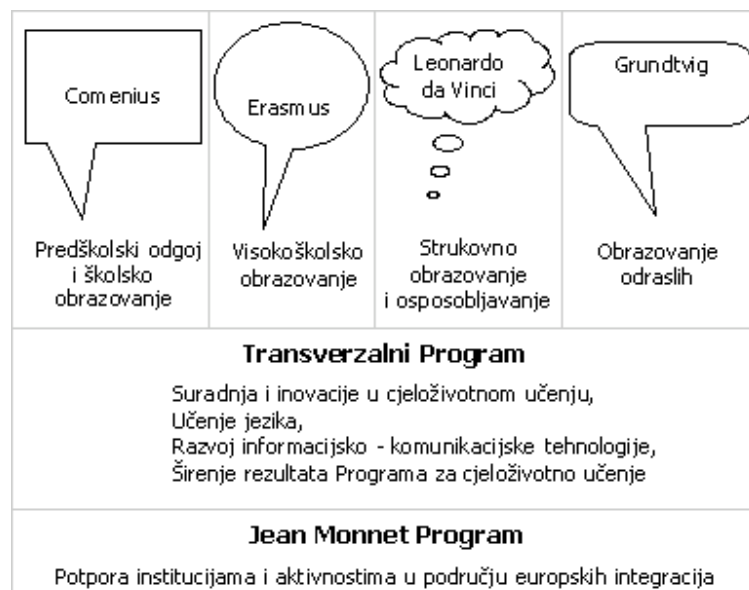 Comenius
Erasmus
Leonardo
da Vinci
Grundtvig
Predškolski odgoj
i školsko
obrazovanje
Visokoškolsko
obrazovanje
Strukovno
obrazovanje
i osposobljavanje
Obrazovanje
odraslih
Transverzalni Program
Suradnja i inovacije u cjeloživotnom učenju,
Učenje jezika,
Razvoj informacijsko - komunikacijske tehnologije,
Širenje rezultata Programa za cjeloživotno učenje
Jean Monnet Program
Potpora institucijama i aktivnostima u području europskih integracija